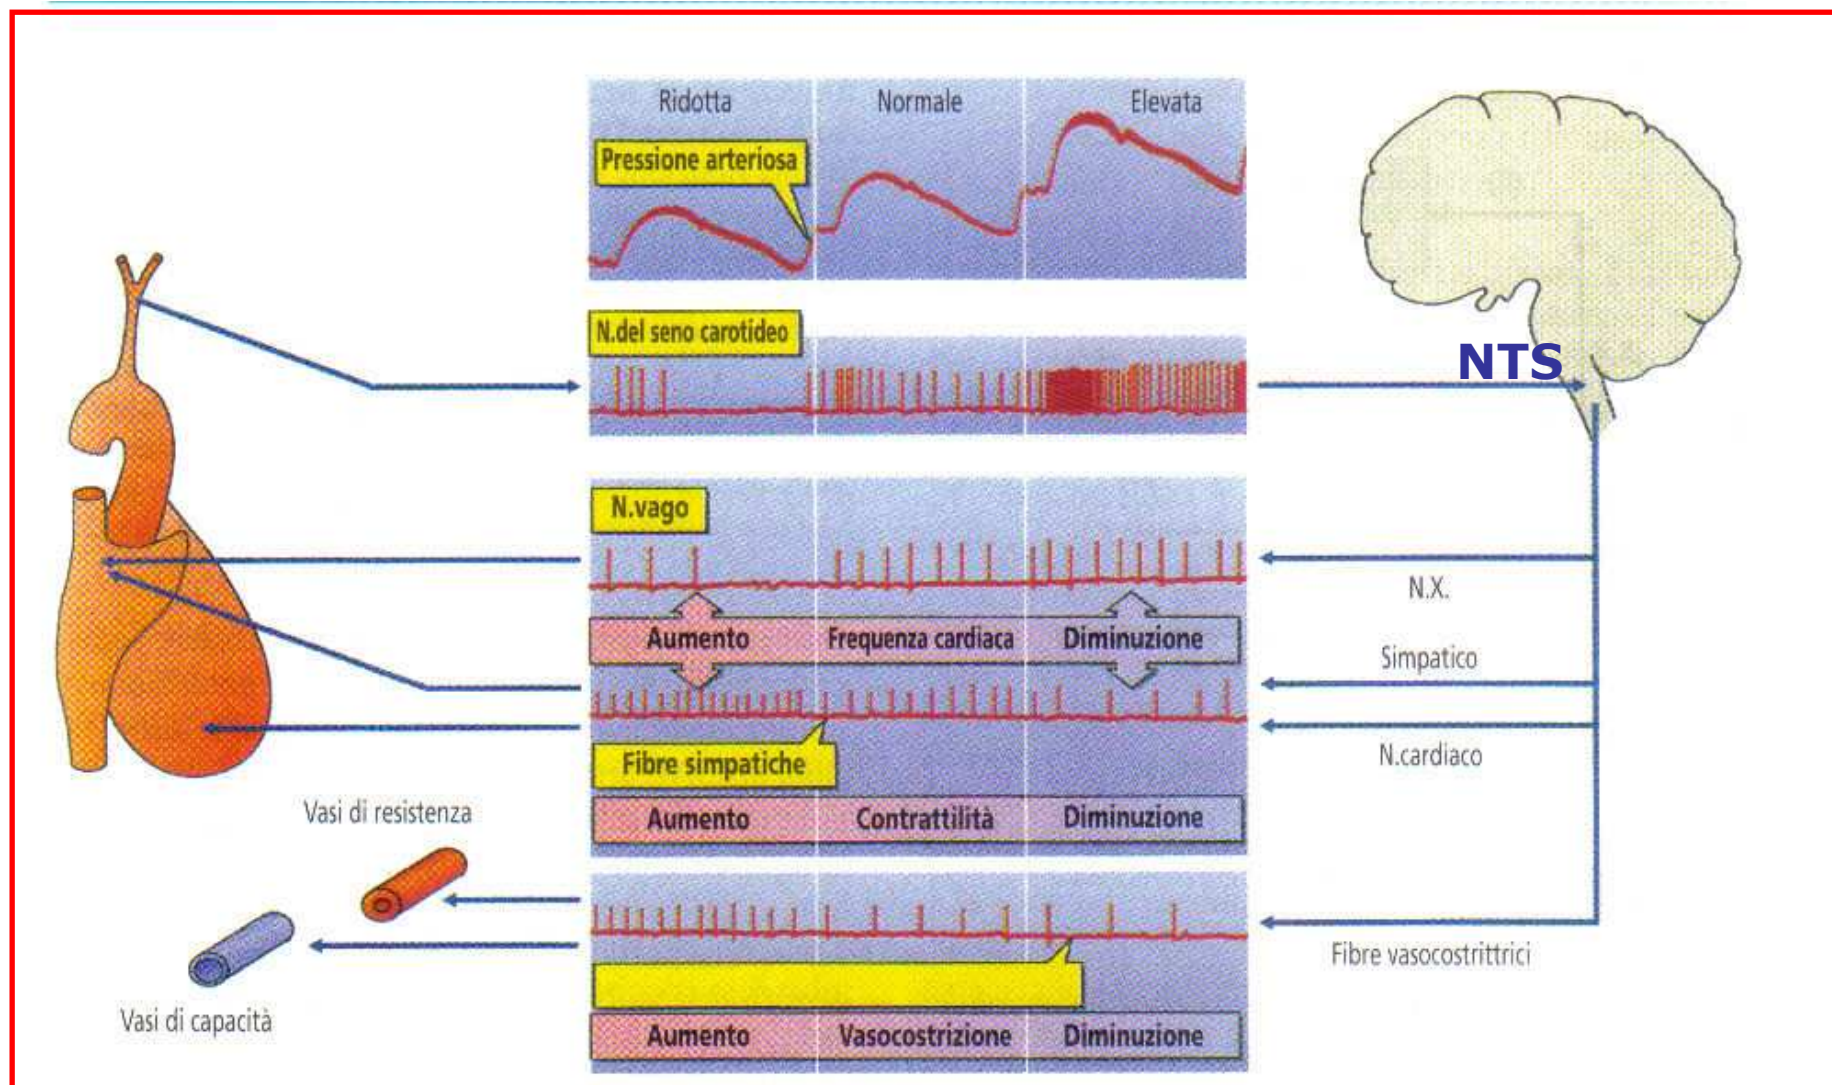 Ridotta Normale Elevata
Pressione arteriosa
N.del seno carotideo
NTS
N.vago
N.X.
Aumento Frequenza cardiaca Diminuzione
Simpatico
N.cardiaco
Fibre simpatiche
Vasi di resistenza
Aumento Contrattilità Diminuzione
Fibre vasocostrittrici
Vasi di capacità
Aumento Vasocostrizione Diminuzione